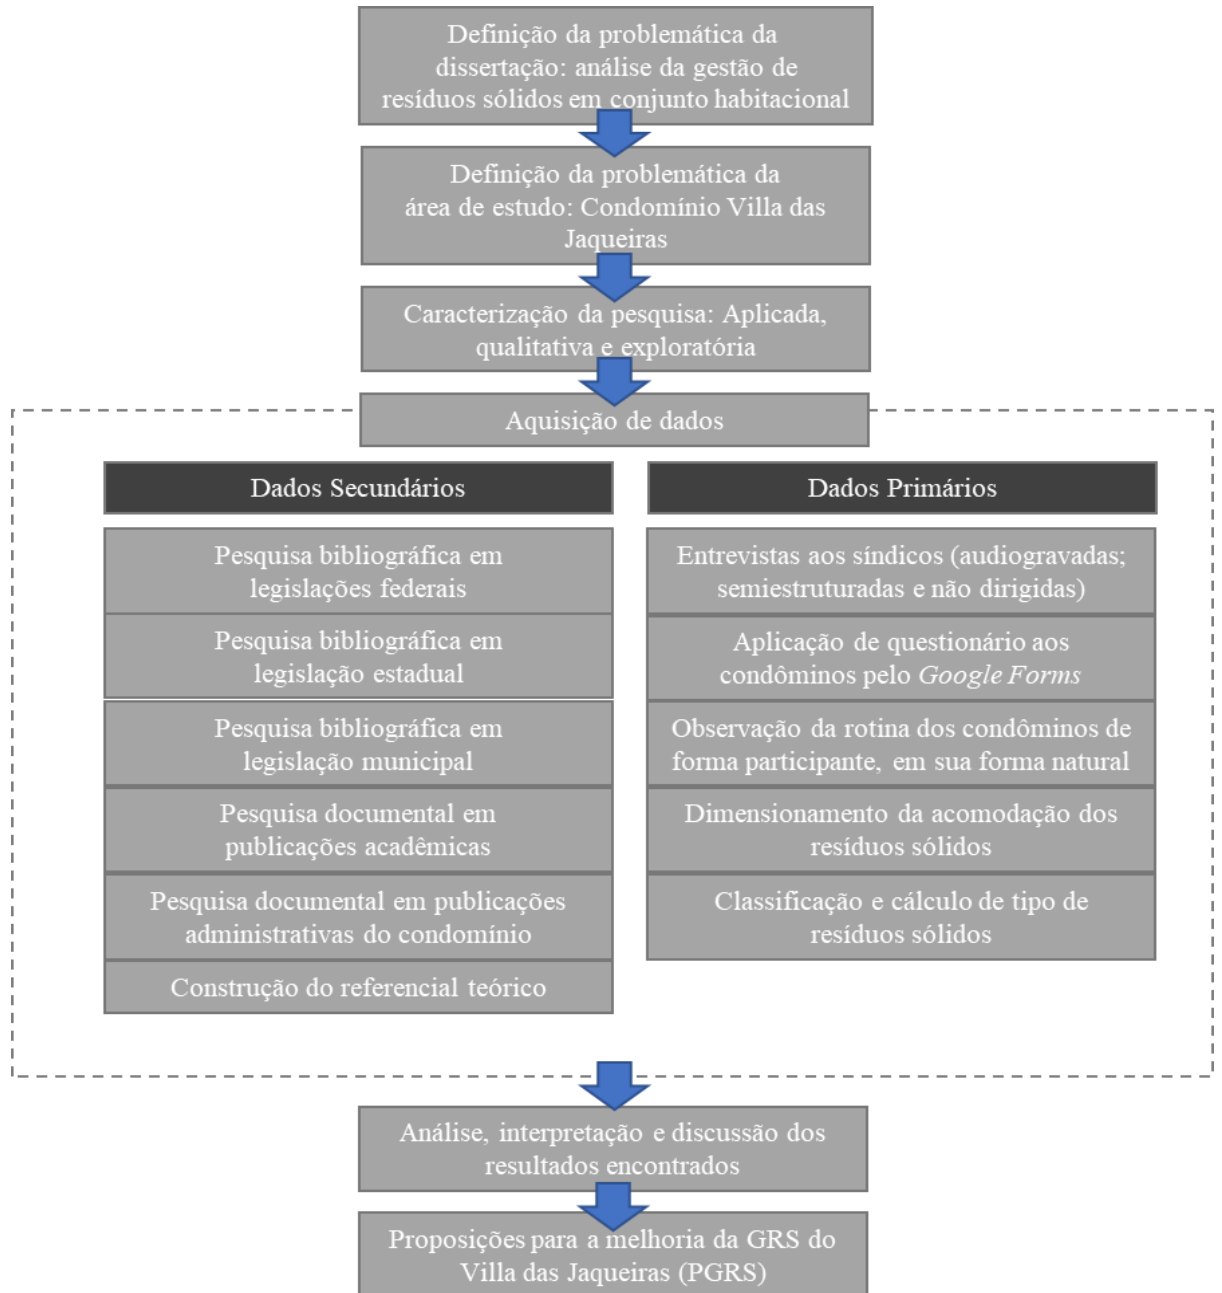 Definição da problemática da
dissertação: análise da gestão de
resíduos sólidos em conjunto habitacional
Definição da problemática da
área de estudo: Condomínio Villa das
Jaqueiras
Caracterização da pesquisa: Aplicada,
qualitativa e exploratória
Aquisição de dados
Dados Secundários
Pesquisa bibliográfica em
legislações federais
Pesquisa bibliográfica em
legislação estadual
Pesquisa bibliográfica em
legislação municipal
Pesquisa documental em
publicações acadêmicas
Pesquisa documental em publicações
administrativas do condomínio
Construção do referencial teórico
Dados Primários
Entrevistas aos síndicos (audiogravadas;
semiestruturadas e não dirigidas)
Aplicação de questionário aos
condôminos pelo Google Forms
Observação da rotina dos condôminos de
forma participante, em sua forma natural
Dimensionamento da acomodação dos
resíduos sólidos
Classificação e cálculo de tipo de
resíduos sólidos
Análise, interpretação e discussão dos
resultados encontrados
Proposições para a melhoria da GRS do
Villa das Jaqueiras (PGRS)